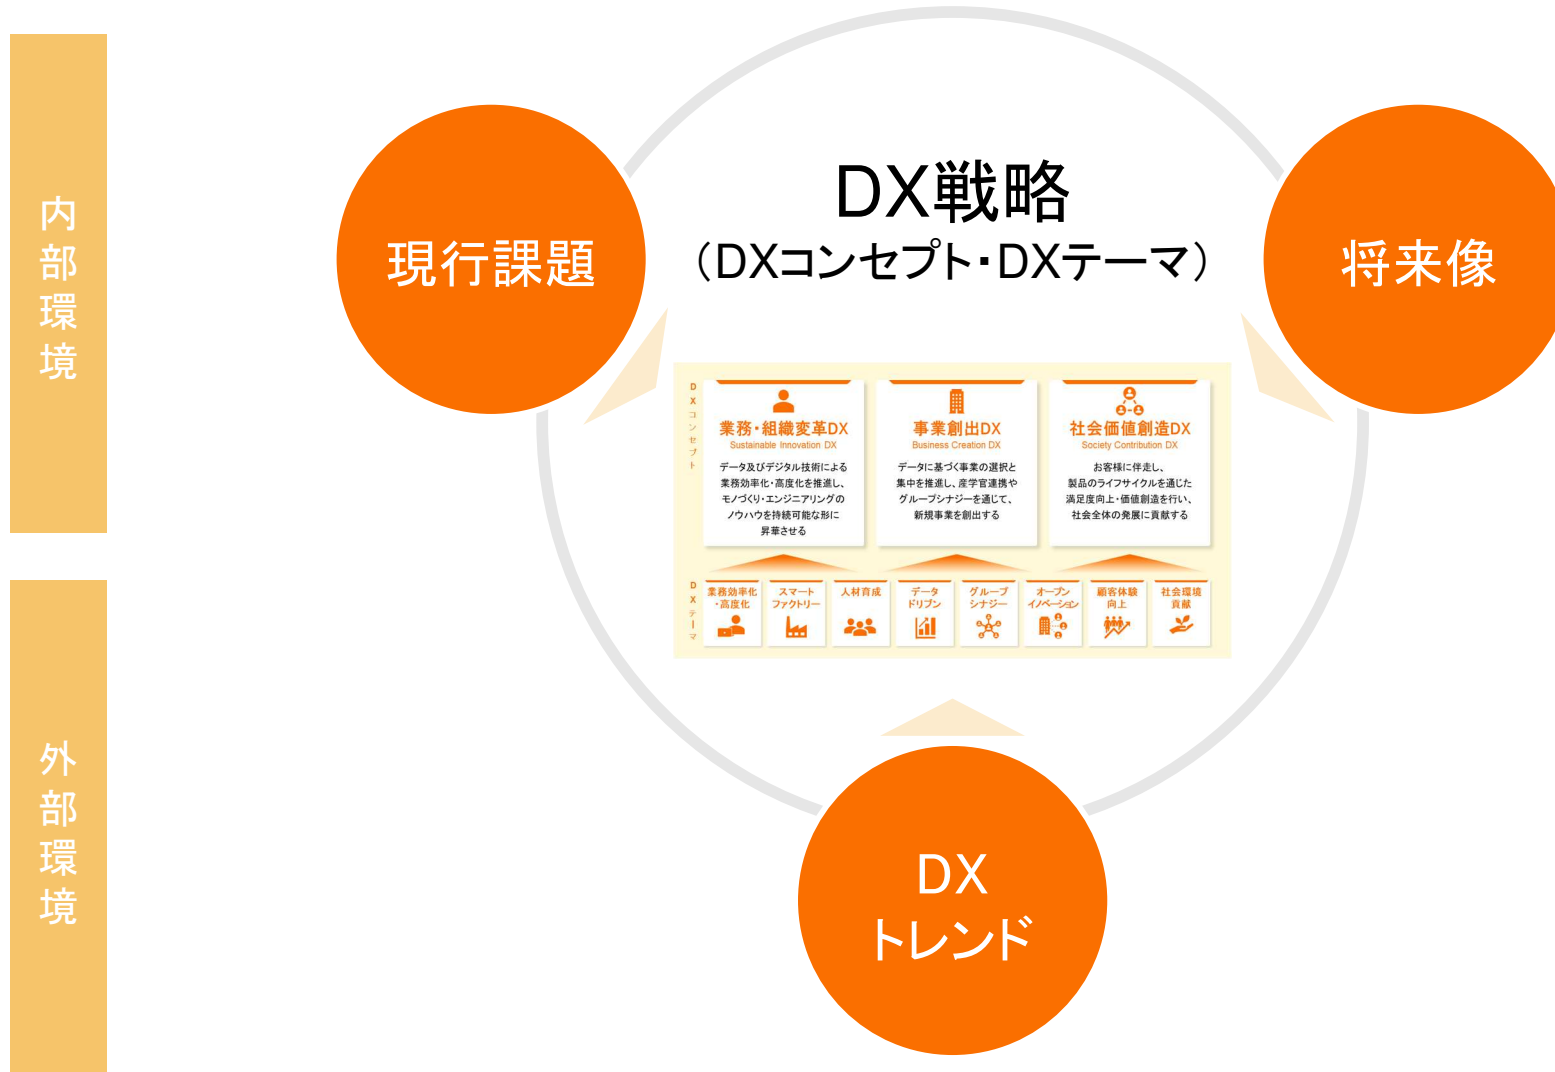 内部環境
外部環境
現行課題
DX戦略
（DXコンセプト・DXテーマ）
将来像
DXコンセプト
業務・組織変革DX
Sustainable Innovation DX
データ及びデジタル技術による
業務効率化・高度化を推進し、
モノづくり・エンジニアリングの
ノウハウを持続可能な形に
昇華させる
事業創出DX
Business Creation DX
データに基づく事業の選択と
集中を推進し、産学官連携や
グループシナジーを通じて、
新規事業を創出する
社会価値創造DX
Society Contribution DX
お客様に伴走し、
製品のライフサイクルを通じた
満足度向上・価値創造を行い、
社会全体の発展に貢献する
DXテーマ
業務効率化
・高度化
スマート
ファクトリー
人材育成
データ
ドリブン
グループ
シナジー
オープン
イノベーション
顧客体験
向上
社会環境
貢献
DX
トレンド